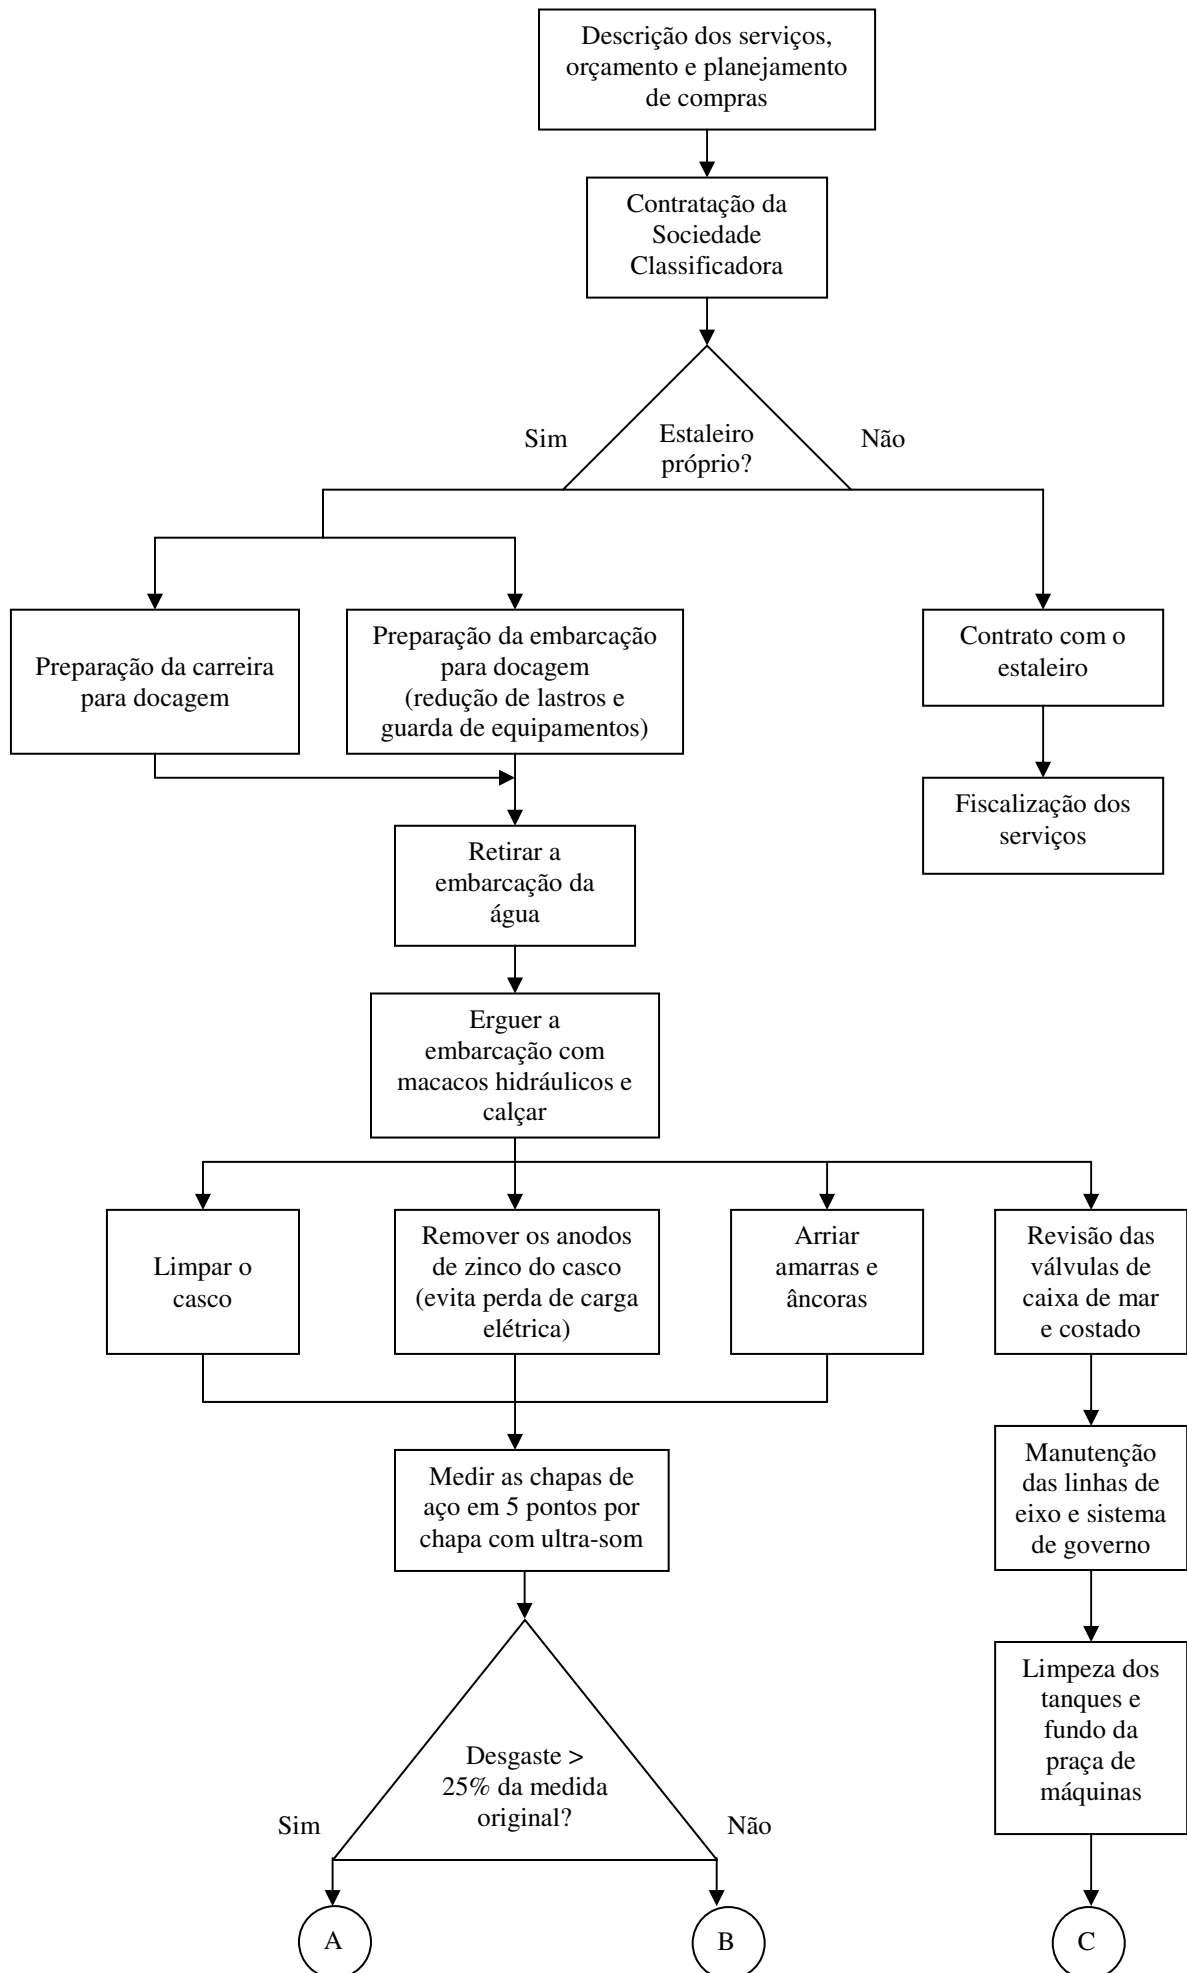 Descrição dos serviços,
orçamento e planejamento
de compras
Contratação da
Sociedade
Classificadora
Sim
Estaleiro
próprio?
Não
Preparação da carreira
para docagem
Preparação da embarcação
para docagem
(redução de lastros e
guarda de equipamentos)
Contrato com o
estaleiro
Fiscalização dos
serviços
Retirar a
embarcação da
água
Erguer a
embarcação com
macacos hidráulicos e
calçar
Limpar o
casco
Remover os anodos
de zinco do casco
(evita perda de carga
elétrica)
Arriar
amarras e
âncoras
Revisão das
válvulas de
caixa de mar
e costado
Medir as chapas de
aço em 5 pontos por
chapa com ultra-som
Manutenção
das linhas de
eixo e sistema
de governo
Limpeza dos
tanques e
fundo da
praça de
máquinas
Desgaste >
25% da medida
original?
Sim
Não
A
B
C